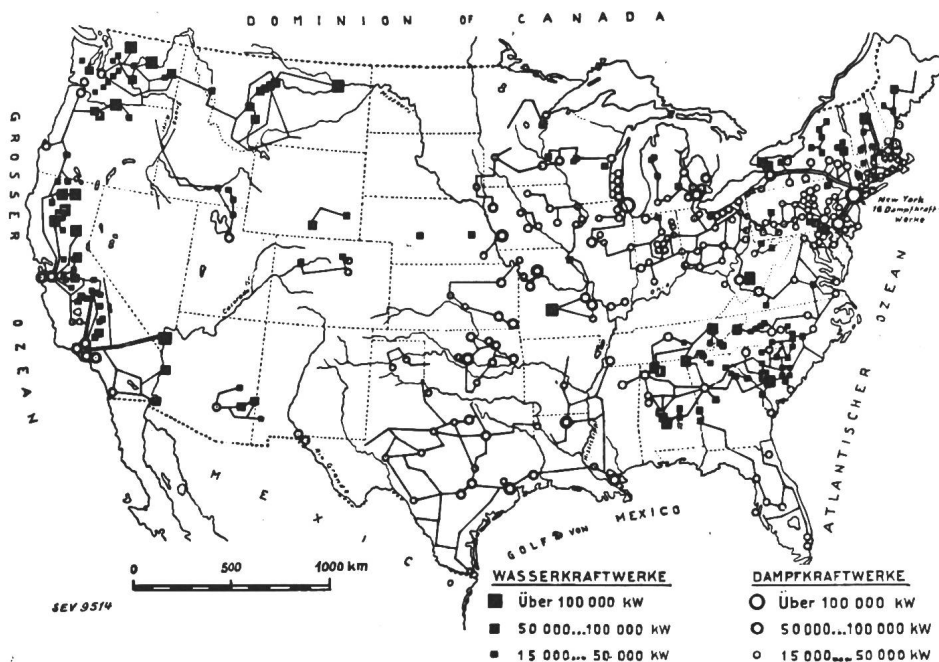 DOMINION OF CANADA
GROSSER OZEAN
New York
16 Dampfkraft
Werke
ATLANTISCHER OZEAN
MEXICO
GOLF VON MEXICO
0 500 1000 km
SEV 9514
WASSERKRAFTWERKE
Über 100 000 kW
50 000...100 000 kW
15 000... 50 000 kW
DAMPFKRAFTWERKE
Über 100 000 kW
50 000...100 000 kW
15 000... 50 000 kW